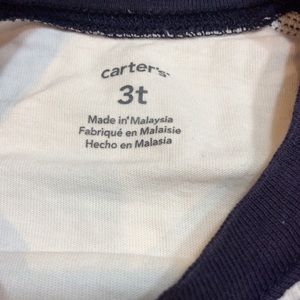 carter's
3t
Made in Malaysia
Fabriqué en Malaisie
Hecho en Malasia